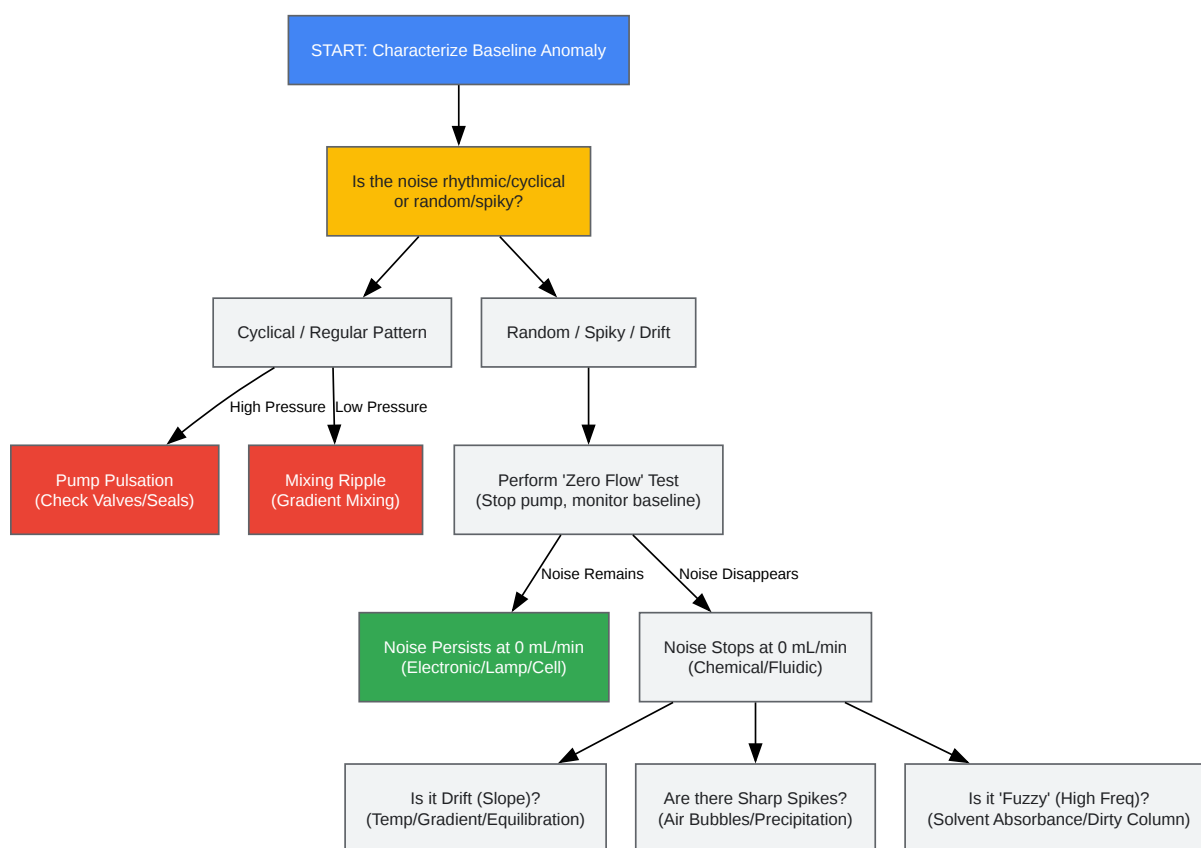 START: Characterize Baseline Anomaly
Is the noise rhythmic/cyclical
or random/spiky?
Cyclical / Regular Pattern
Random / Spiky / Drift
High Pressure
Low Pressure
Pump Pulsation
(Check Valves/Seals)
Mixing Ripple
(Gradient Mixing)
Perform 'Zero Flow' Test
(Stop pump, monitor baseline)
Noise Remains
Noise Disappears
Noise Persists at 0 mL/min
(Electronic/Lamp/Cell)
Noise Stops at 0 mL/min
(Chemical/Fluidic)
Is it Drift (Slope)?
(Temp/Gradient/Equilibration)
Are there Sharp Spikes?
(Air Bubbles/Precipitation)
Is it 'Fuzzy' (High Freq)?
(Solvent Absorbance/Dirty Column)